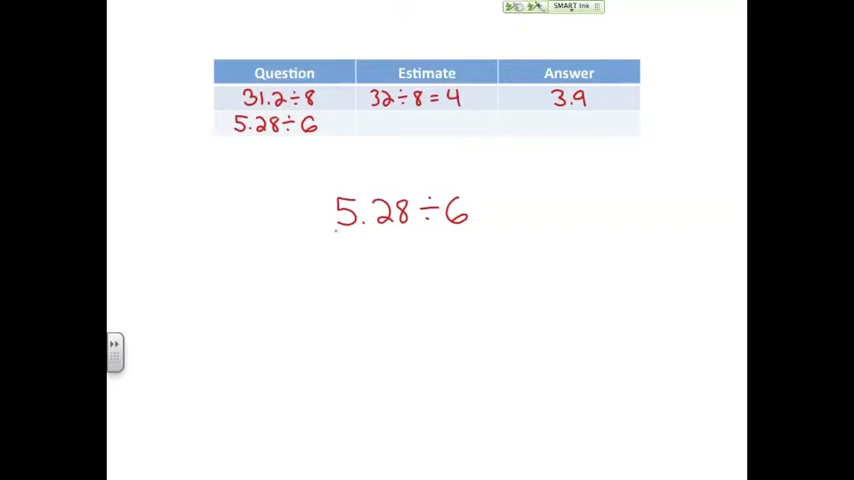 SMART Ink
Question Estimate Answer
31.2÷8 32÷8=4 3.9
5.28÷6
5.28÷6